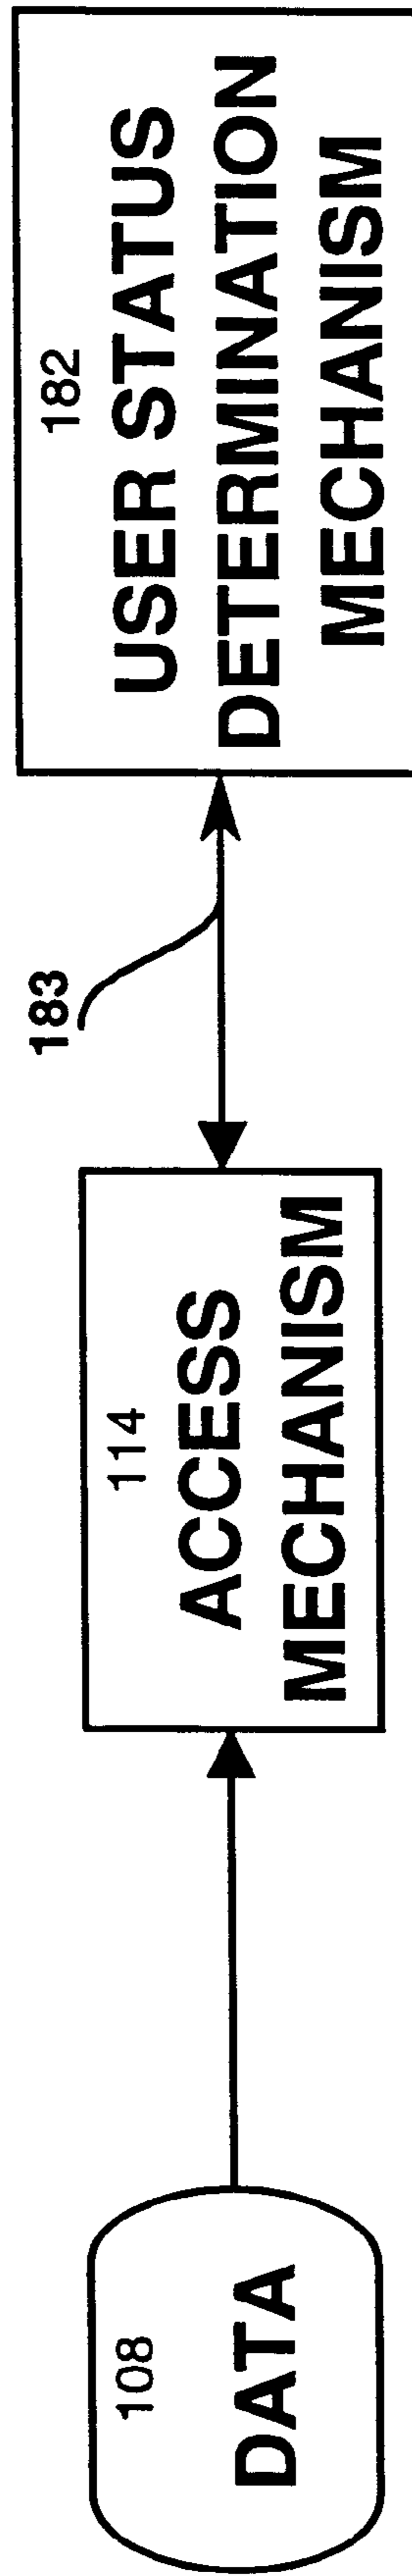 108
DATA
114
ACCESS
MECHANISM
183
182
USER STATUS
DETERMINATION
MECHANISM